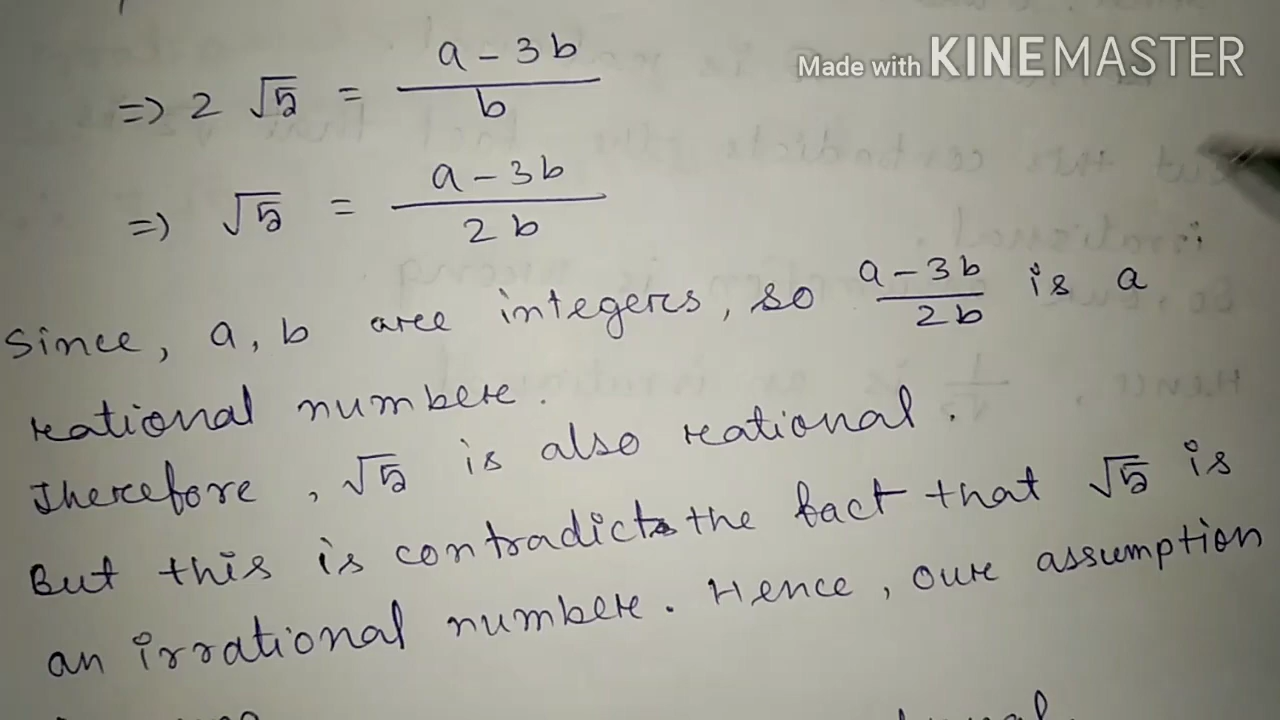 Made with KINEMASTER
=> 2 √5 = (a - 3b) / b
=> √5 = (a - 3b) / 2b
Since, a, b are integers, so (a - 3b) / 2b is a
rational number.
Therefore, √5 is also rational.
But this is contradicts the fact that √5 is
an irrational number. Hence, our assumption